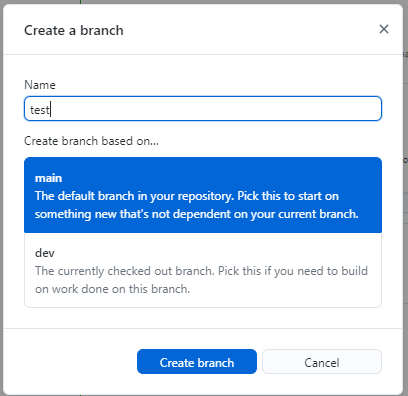 Create a branch
Name
test
Create branch based on...
main
The default branch in your repository. Pick this to start on
something new that's not dependent on your current branch.
dev
The currently checked out branch. Pick this if you need to build
on work done on this branch.
Create branch
Cancel